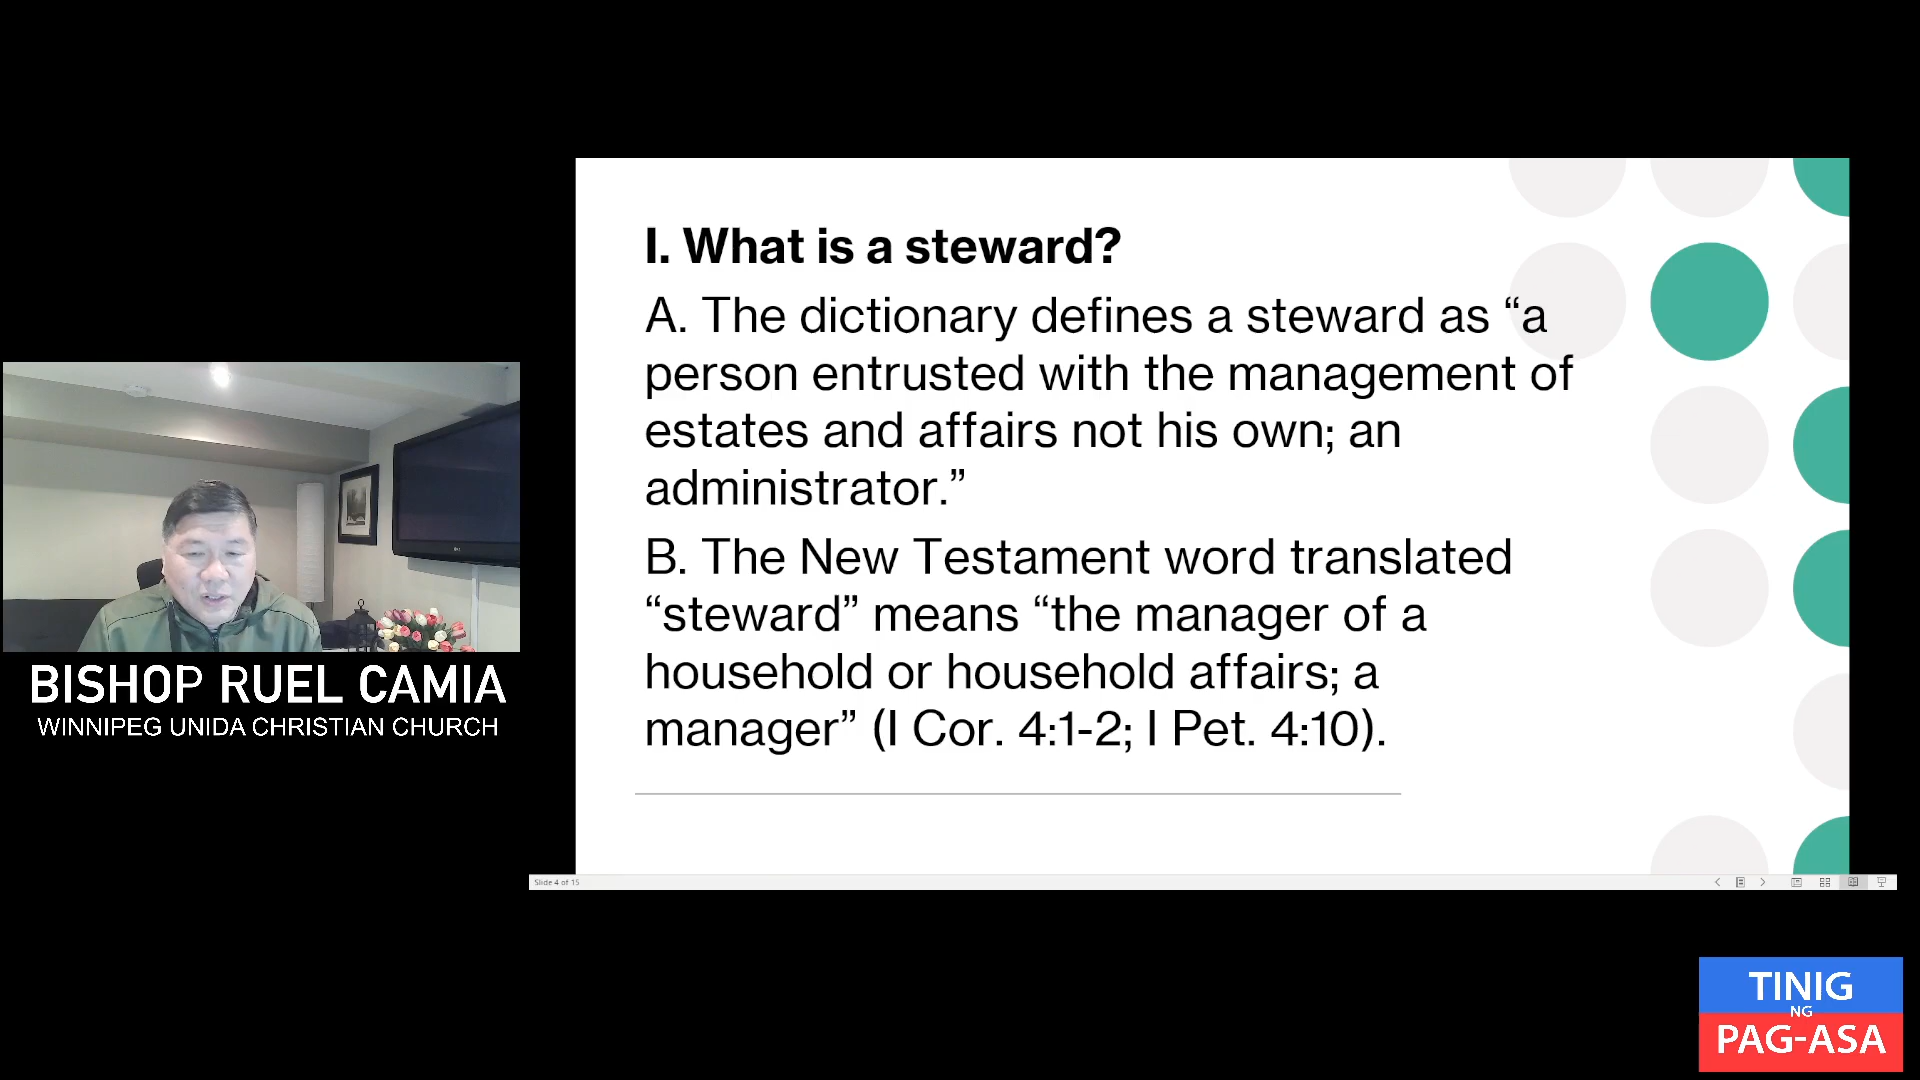 I. What is a steward?
A. The dictionary defines a steward as “a
person entrusted with the management of
estates and affairs not his own; an
administrator.”
B. The New Testament word translated
“steward” means “the manager of a
household or household affairs; a
manager” (I Cor. 4:1-2; I Pet. 4:10).
BISHOP RUEL CAMIA
WINNIPEG UNIDA CHRISTIAN CHURCH
Slide 4 of 15
TINIG
NG
PAG-ASA